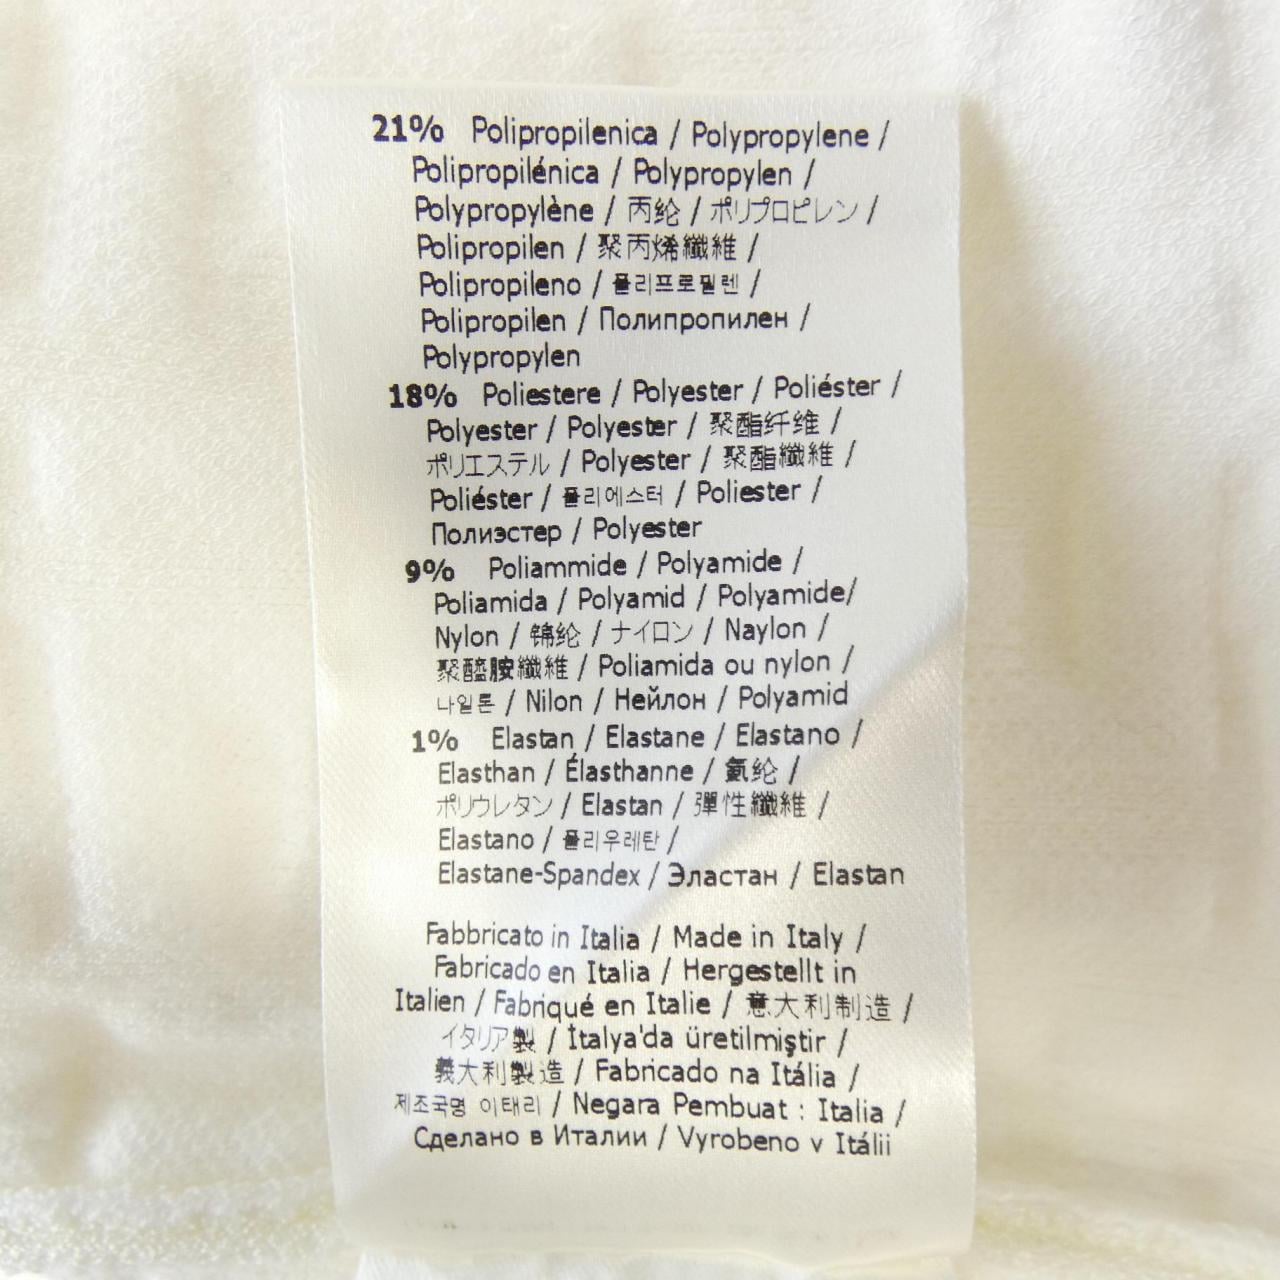 21% Polipropilenica / Polypropylene /
Polipropilénica / Polypropylen /
Polypropylène / 丙纶 / ポリプロピレン /
Polipropilen / 聚丙烯纖維 /
Polipropileno / 폴리프로필렌 /
Polipropilen / Полипропилен /
Polypropylen
18% Poliestere / Polyester / Poliéster /
Polyester / Polyester / 聚酯纤维 /
ポリエステル / Polyester / 聚酯纖維 /
Poliéster / 폴리에스터 / Poliester /
Полиэстер / Polyester
9% Poliammide / Polyamide /
Poliamida / Polyamid / Polyamide/
Nylon / 锦纶 / ナイロン / Naylon /
聚醯胺纖維 / Poliamida ou nylon /
나일론 / Nilon / Нейлон / Polyamid
1% Elastan / Elastane / Elastano /
Elasthan / Élasthanne / 氨纶 /
ポリウレタン / Elastan / 彈性纖維 /
Elastano / 폴리우레탄 /
Elastane-Spandex / Эластан / Elastan
Fabbricato in Italia / Made in Italy /
Fabricado en Italia / Hergestellt in
Italien / Fabriqué en Italie / 意大利制造 /
イタリア製 / İtalya'da üretilmiştir /
義大利製造 / Fabricado na Itália /
제조국명 이태리 / Negara Pembuat : Italia /
Сделано в Италии / Vyrobeno v Itálii